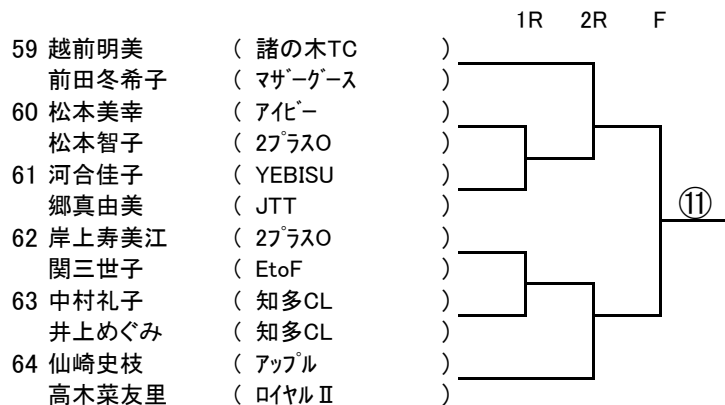 1R 2R F
59 越前明美 ( 諸の木TC )
前田冬希子 ( ﾏｻﾞｰｸﾞｰｽ )
60 松本美幸 ( ｱｲﾋﾞｰ )
松本智子 ( 2ﾌﾟﾗｽO )
61 河合佳子 ( YEBISU )
郷真由美 ( JTT )
⑪
62 岸上寿美江 ( 2ﾌﾟﾗｽO )
関三世子 ( EtoF )
63 中村礼子 ( 知多CL )
井上めぐみ ( 知多CL )
64 仙崎史枝 ( ｱｯﾌﾟﾙ )
高木菜友里 ( ﾛｲﾔﾙⅡ )